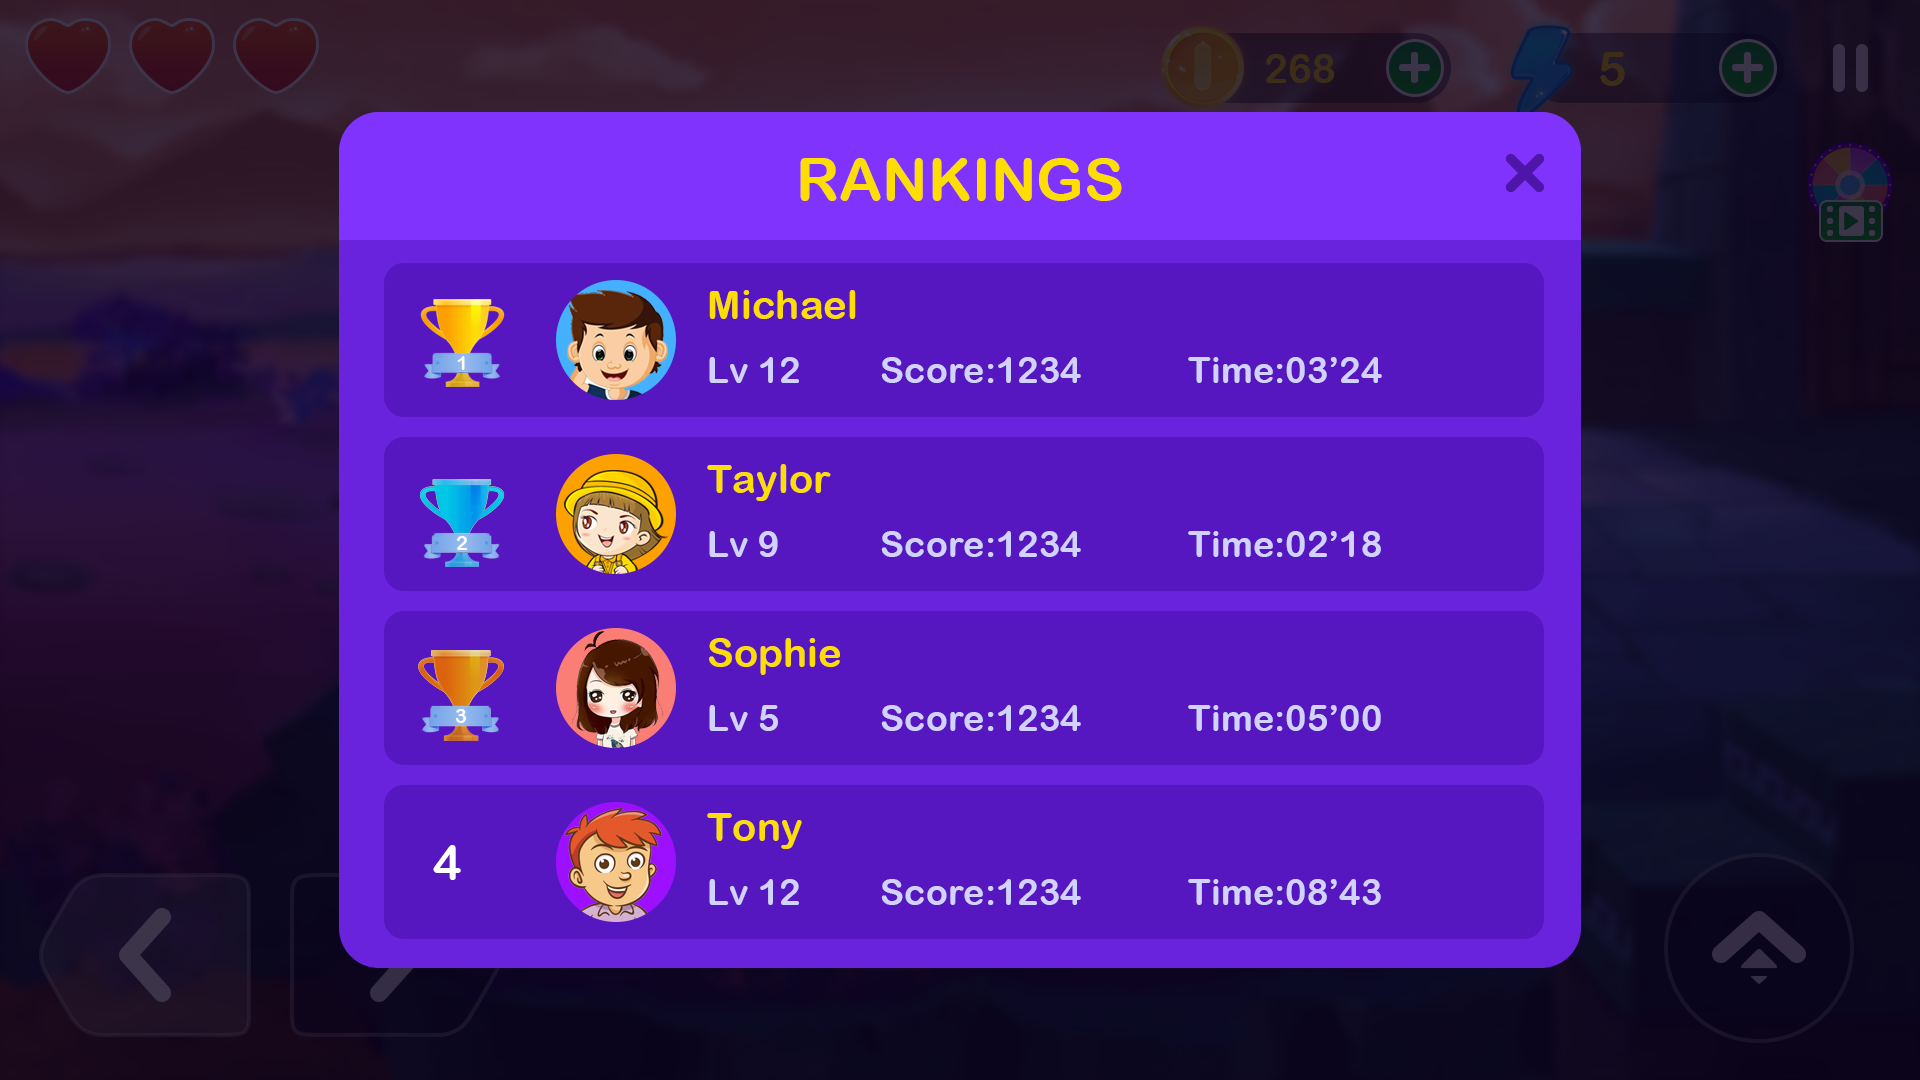 268
5
RANKINGS
1
Michael
Lv 12 Score:1234 Time:03’24
2
Taylor
Lv 9 Score:1234 Time:02’18
3
Sophie
Lv 5 Score:1234 Time:05’00
4
Tony
Lv 12 Score:1234 Time:08’43